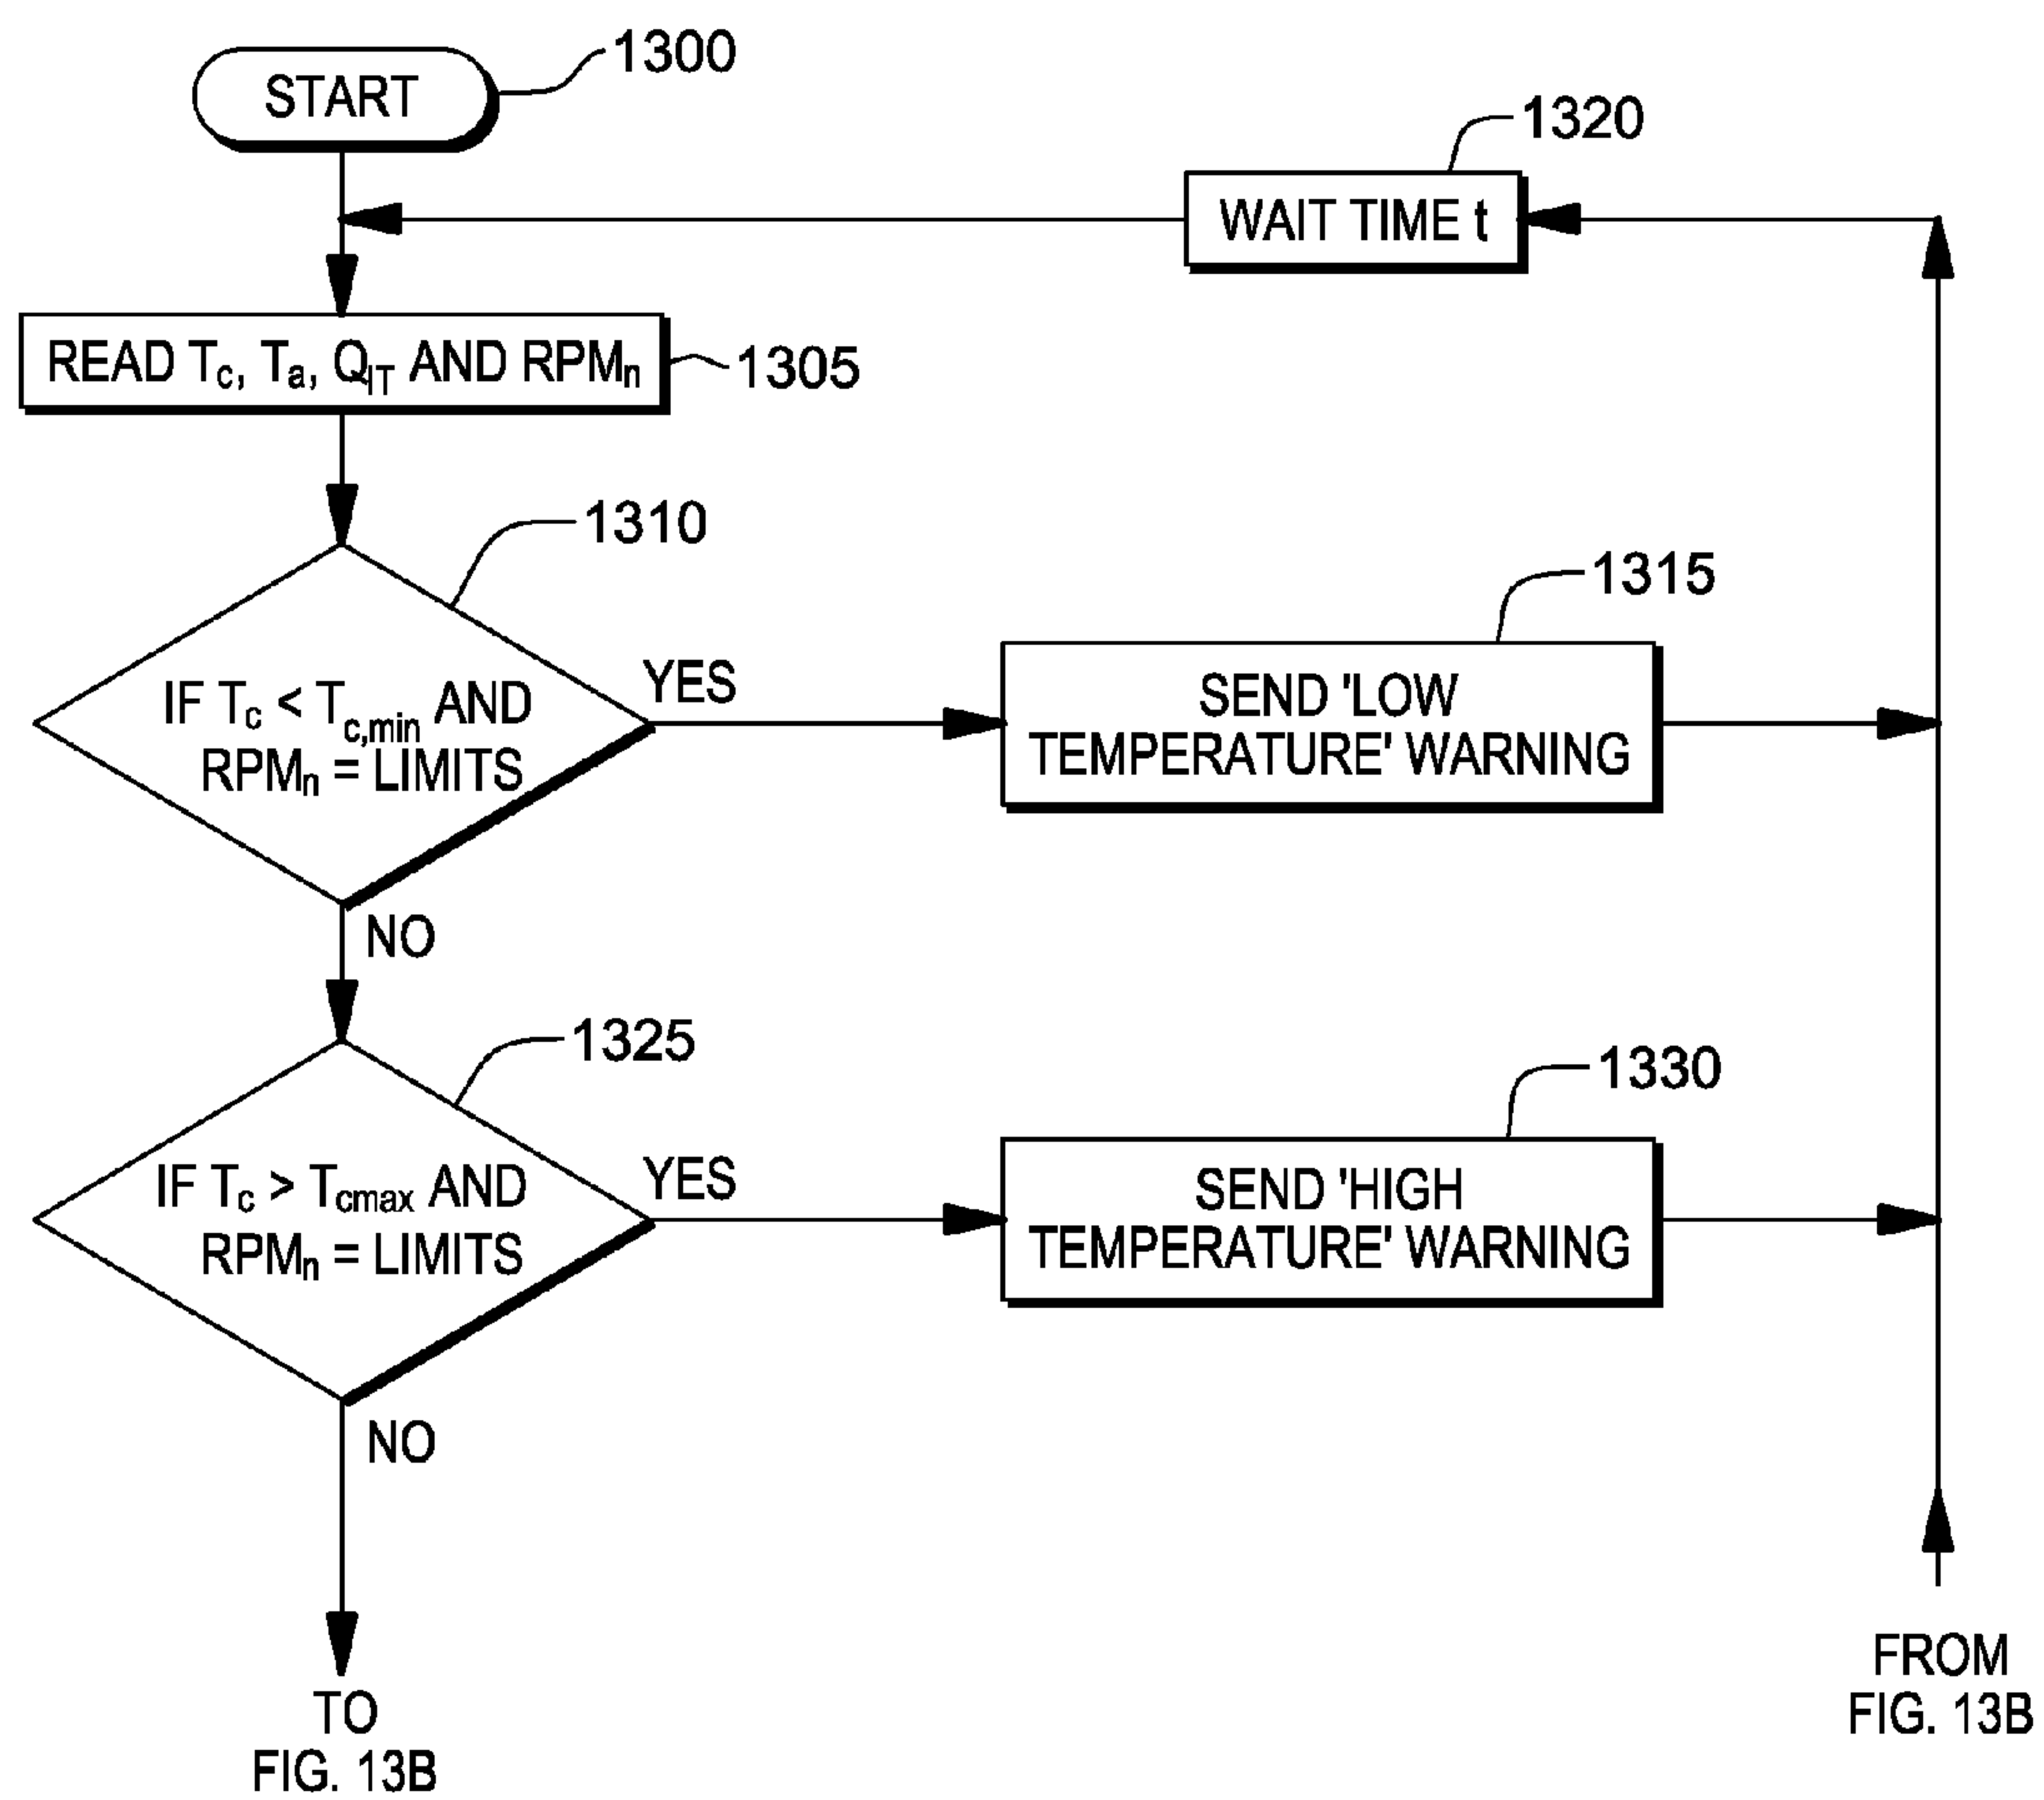 START
1300
1320
WAIT TIME t
READ Tc, Ta, QIT AND RPMn
1305
1310
IF Tc < Tc,min AND
RPMn = LIMITS
YES
1315
SEND 'LOW
TEMPERATURE' WARNING
NO
1325
IF Tc > Tcmax AND
RPMn = LIMITS
YES
1330
SEND 'HIGH
TEMPERATURE' WARNING
NO
TO
FIG. 13B
FROM
FIG. 13B